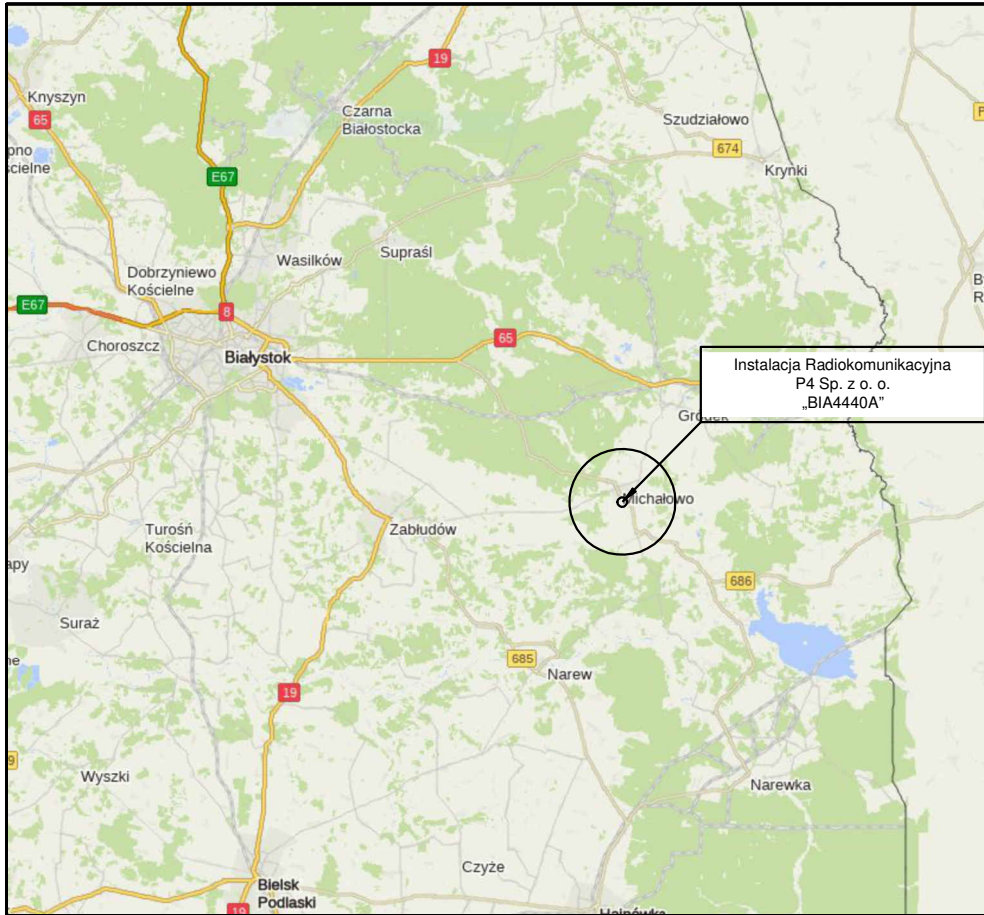 19
Knyszyn
65
Czarna
Białostocka
Szudziałowo
674
Krynki
E67
Wasilków
Supraśl
Dobrzyniewo
Kościelne
E67
8
65
Choroszcz
Białystok
Instalacja Radiokomunikacyjna
P4 Sp. z o. o.
„BIA4440A”
Michałowo
Zabłudów
Turośń
Kościelna
686
Suraż
685
Narew
19
Wyszki
Narewka
Czyże
Bielsk
Podlaski
19